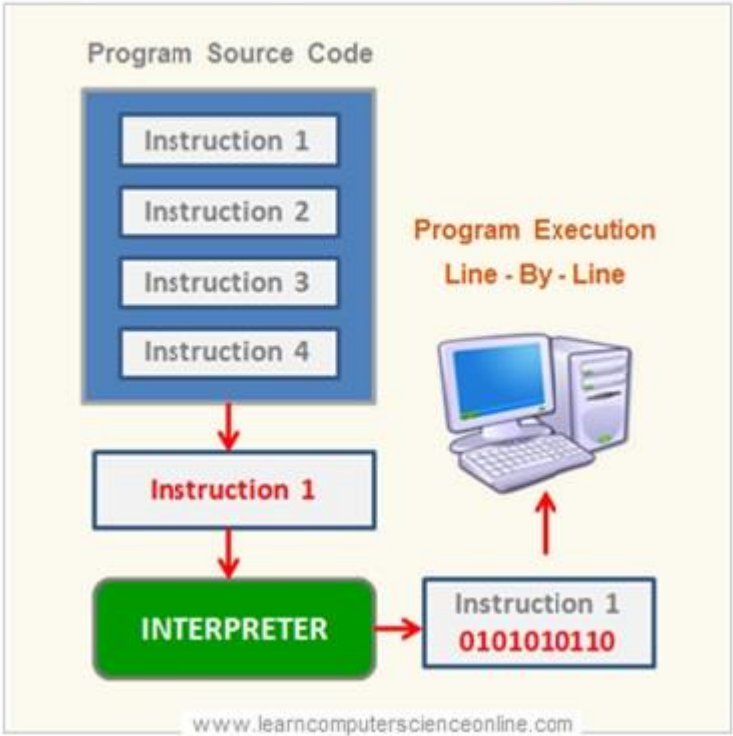 Program Source Code
Instruction 1
Instruction 2
Instruction 3
Instruction 4
Program Execution
Line - By - Line
Instruction 1
INTERPRETER
Instruction 1
0101010110
www.learncomputerscienceonline.com